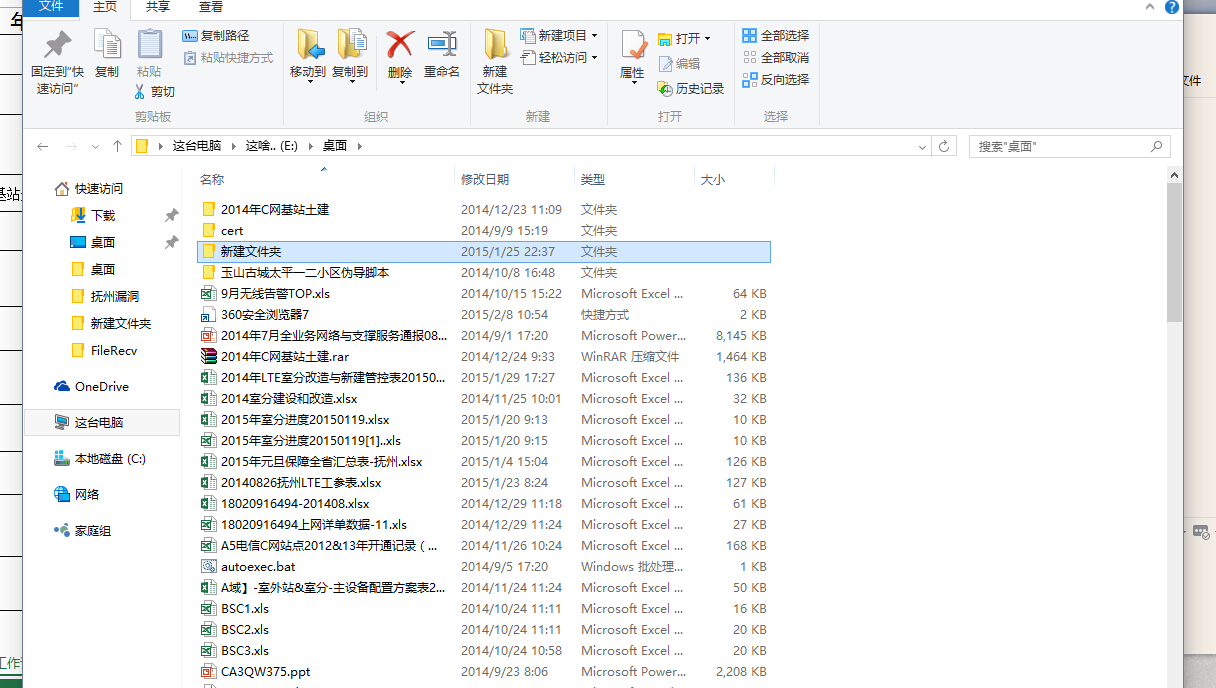 年
文件 主页 共享 查看
固定到"快速访问"
复制
粘贴
复制路径
粘贴快捷方式
剪切
移动到 复制到 删除 重命名
新建文件夹
新建项目
轻松访问
属性
打开
编辑
历史记录
全部选择
全部取消
反向选择
剪贴板 组织 新建 打开 选择
文件
这台电脑 这啥.. (E:) 桌面
搜索"桌面"
基站
快速访问
下载
桌面
桌面
抚州漏洞
新建文件夹
FileRecv
OneDrive
这台电脑
本地磁盘 (C:)
网络
家庭组
工作
名称 修改日期 类型 大小
2014年C网基站土建 2014/12/23 11:09 文件夹
cert 2014/9/9 15:19 文件夹
新建文件夹 2015/1/25 22:37 文件夹
玉山古城太平一二小区伪导脚本 2014/10/8 16:48 文件夹
9月无线告警TOP.xls 2014/10/15 15:22 Microsoft Excel ... 64 KB
360安全浏览器7 2015/2/8 10:54 快捷方式 2 KB
2014年7月全业务网络与支撑服务通报08... 2014/9/1 17:20 Microsoft Power... 8,145 KB
2014年C网基站土建.rar 2014/12/24 9:33 WinRAR 压缩文件 1,464 KB
2014年LTE室分改造与新建管控表20150... 2015/1/29 17:27 Microsoft Excel ... 136 KB
2014室分建设和改造.xlsx 2014/11/25 10:01 Microsoft Excel ... 32 KB
2015年室分进度20150119.xlsx 2015/1/20 9:13 Microsoft Excel ... 10 KB
2015年室分进度20150119[1]..xls 2015/1/20 9:15 Microsoft Excel ... 10 KB
2015年元旦保障全省汇总表-抚州.xlsx 2015/1/4 15:04 Microsoft Excel ... 126 KB
20140826抚州LTE工参表.xlsx 2015/1/23 8:24 Microsoft Excel ... 127 KB
18020916494-201408.xlsx 2014/12/29 11:18 Microsoft Excel ... 61 KB
18020916494上网详单数据-11.xls 2014/12/29 11:24 Microsoft Excel ... 27 KB
A5电信C网站点2012&13年开通记录（... 2014/11/26 10:24 Microsoft Excel ... 168 KB
autoexec.bat 2014/9/5 17:20 Windows 批处理... 1 KB
A域】-室外站&室分-主设备配置方案表2... 2014/11/24 11:24 Microsoft Excel ... 50 KB
BSC1.xls 2014/10/24 11:11 Microsoft Excel ... 16 KB
BSC2.xls 2014/10/24 11:11 Microsoft Excel ... 20 KB
BSC3.xls 2014/10/24 10:58 Microsoft Excel ... 20 KB
CA3QW375.ppt 2014/9/23 8:06 Microsoft Power... 2,208 KB